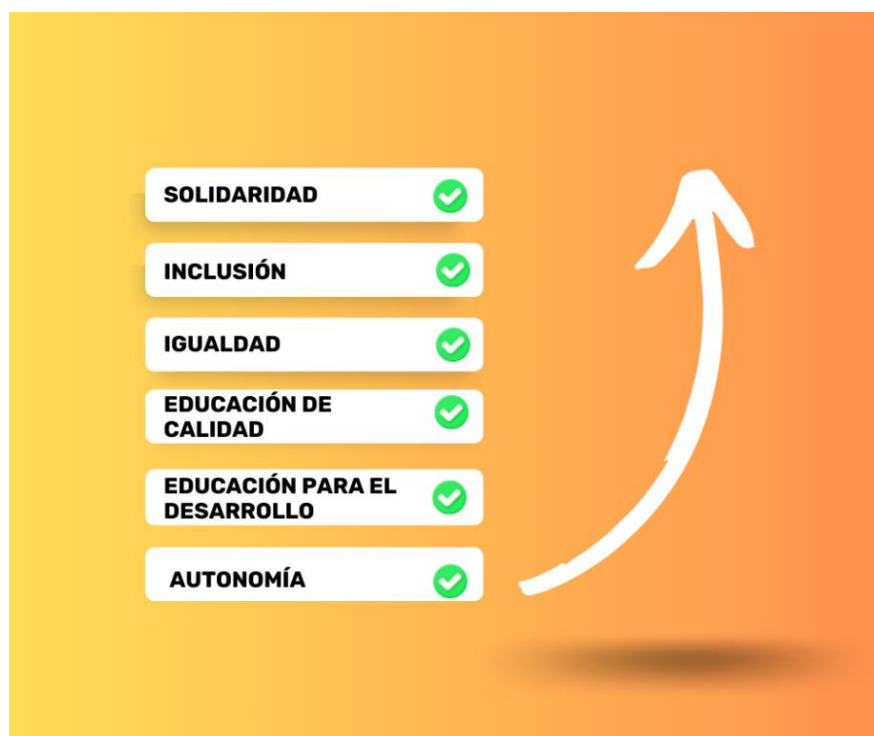 SOLIDARIDAD
INCLUSIÓN
IGUALDAD
EDUCACIÓN DE
CALIDAD
EDUCACIÓN PARA EL
DESARROLLO
AUTONOMÍA